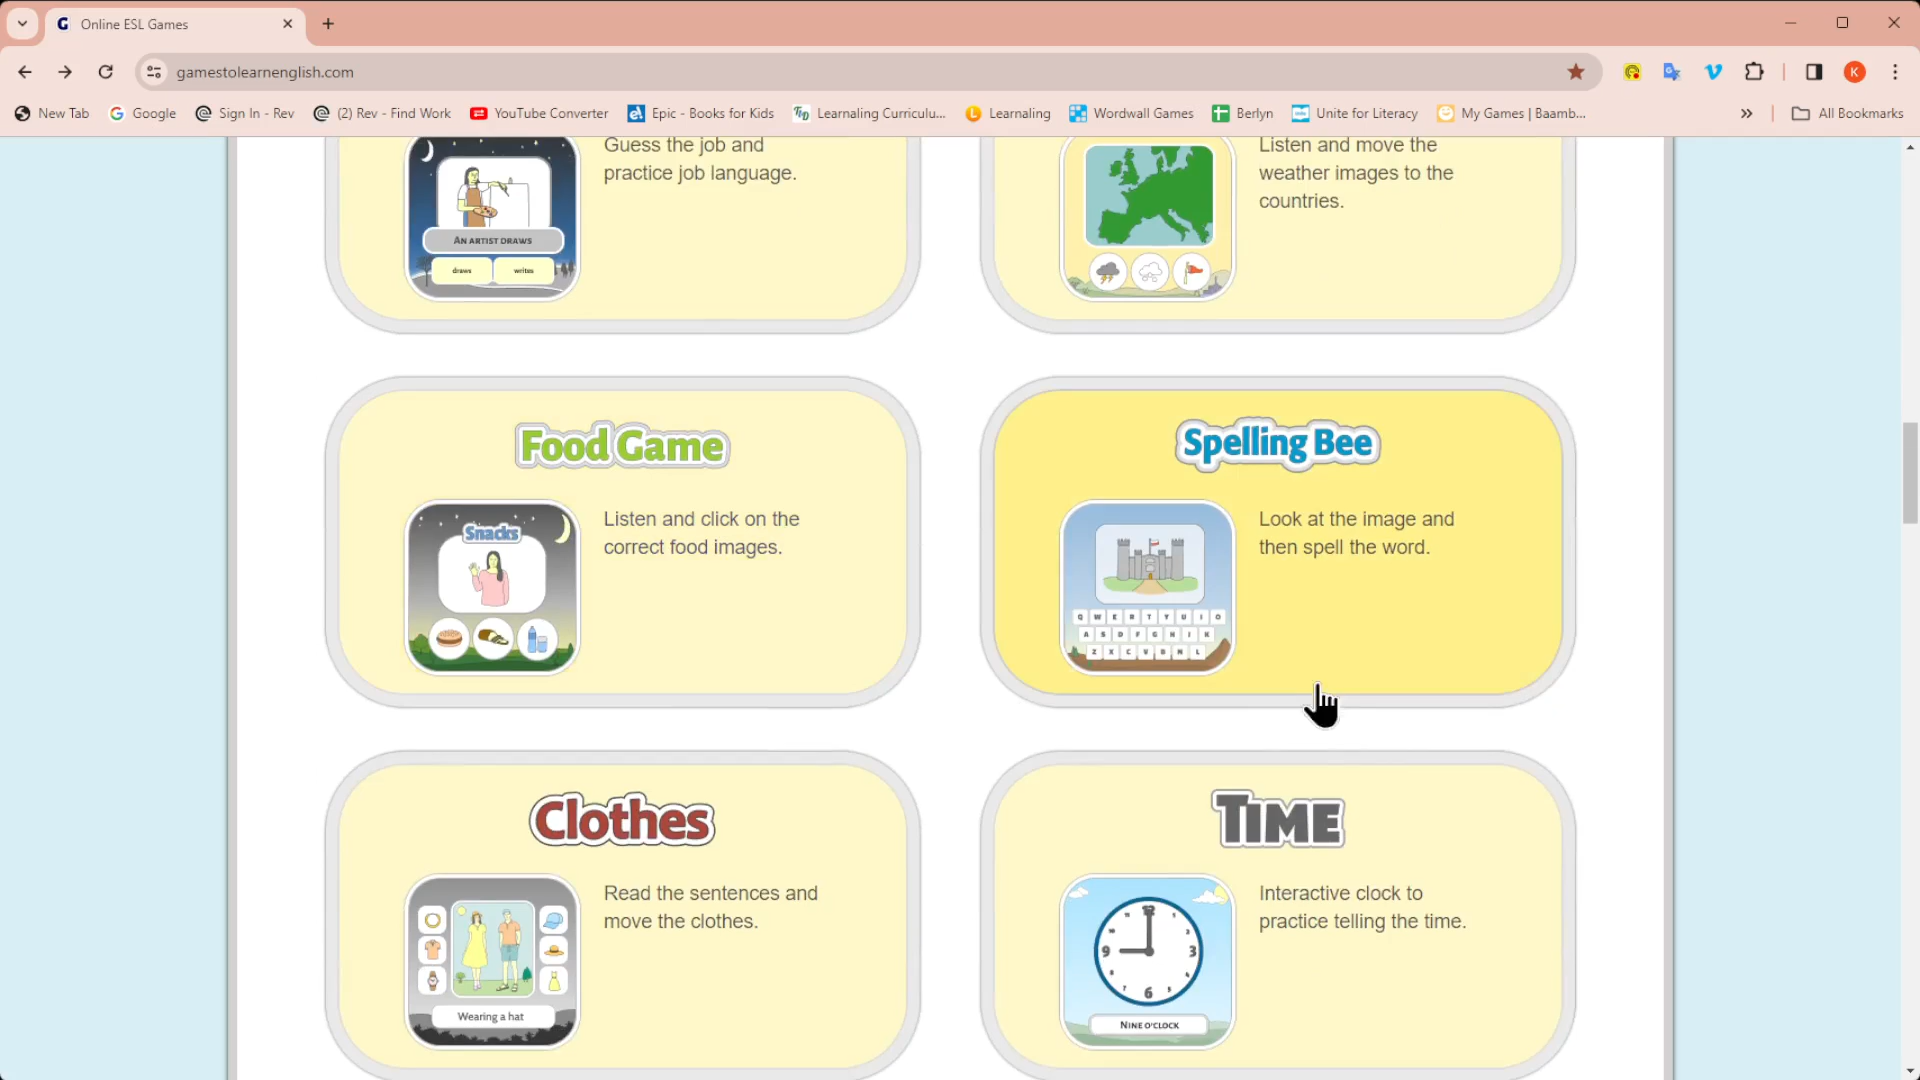 Online ESL Games
gamestolearnenglish.com
K
New Tab
Google
Sign In - Rev
(2) Rev - Find Work
YouTube Converter
Epic - Books for Kids
Learnaling Curriculu...
Learnaling
Wordwall Games
Berlyn
Unite for Literacy
My Games | Baamb...
All Bookmarks
Guess the job and
practice job language.
AN ARTIST DRAWS
draws writes
Listen and move the
weather images to the
countries.
Food Game
Snacks
Listen and click on the
correct food images.
Spelling Bee
Look at the image and
then spell the word.
Q W E R T Y U I O
Clothes
Read the sentences and
move the clothes.
Wearing a hat
TIME
Interactive clock to
practice telling the time.
9 3
6
NINE O'CLOCK